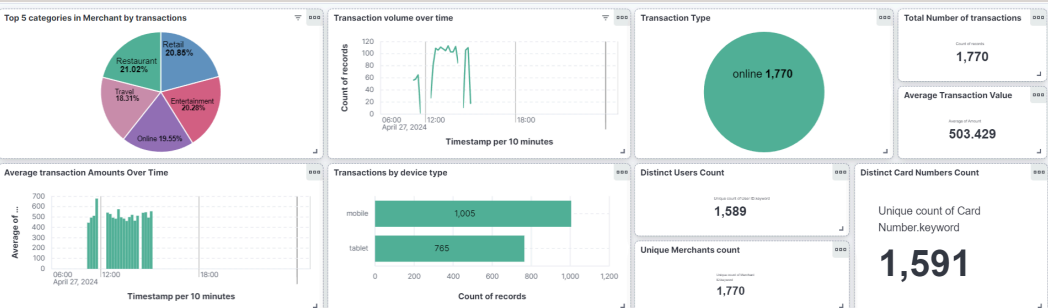 Top 5 categories in Merchant by transactions
Retail
20.85%
Restaurant
21.02%
Travel
18.31%
Entertainment
20.28%
Online 19.55%
Transaction volume over time
Count of records
120
100
80
60
40
20
0
06:00
April 27, 2024
12:00
18:00
Timestamp per 10 minutes
Transaction Type
online 1,770
Total Number of transactions
Count of records
1,770
Average Transaction Value
Average of Amount
503.429
Average transaction Amounts Over Time
Average of ...
700
600
500
400
300
200
100
0
06:00
April 27, 2024
12:00
18:00
Timestamp per 10 minutes
Transactions by device type
mobile
1,005
tablet
765
0 200 400 600 800 1,000 1,200
Count of records
Distinct Users Count
Unique count of User ID.keyword
1,589
Unique Merchants count
Unique count of Merchant
ID.keyword
1,770
Distinct Card Numbers Count
Unique count of Card
Number.keyword
1,591